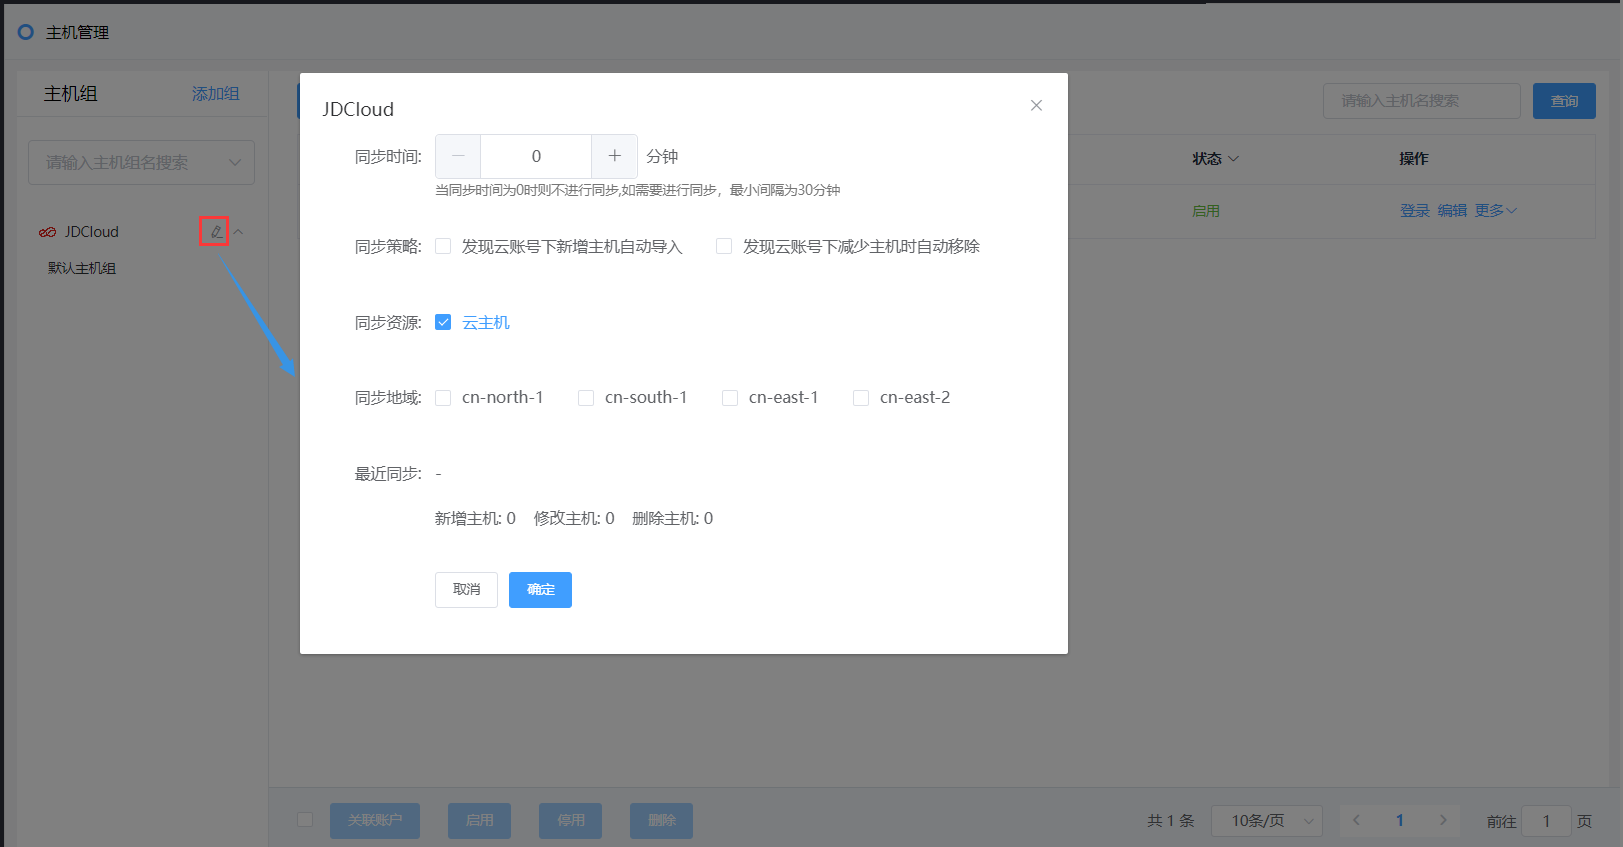 主机管理
主机组 添加组
请输入主机组名搜索
JDCloud
默认主机组
请输入主机名搜索 查询
状态 操作
启用 登录 编辑 更多
JDCloud
同步时间: 0 分钟
当同步时间为0时则不进行同步,如需要进行同步，最小间隔为30分钟
同步策略: 发现云账号下新增主机自动导入 发现云账号下减少主机时自动移除
同步资源: 云主机
同步地域: cn-north-1 cn-south-1 cn-east-1 cn-east-2
最近同步: -
新增主机: 0 修改主机: 0 删除主机: 0
取消 确定
关联账户 启用 停用 删除 共 1 条 10条/页 1 前往 1 页